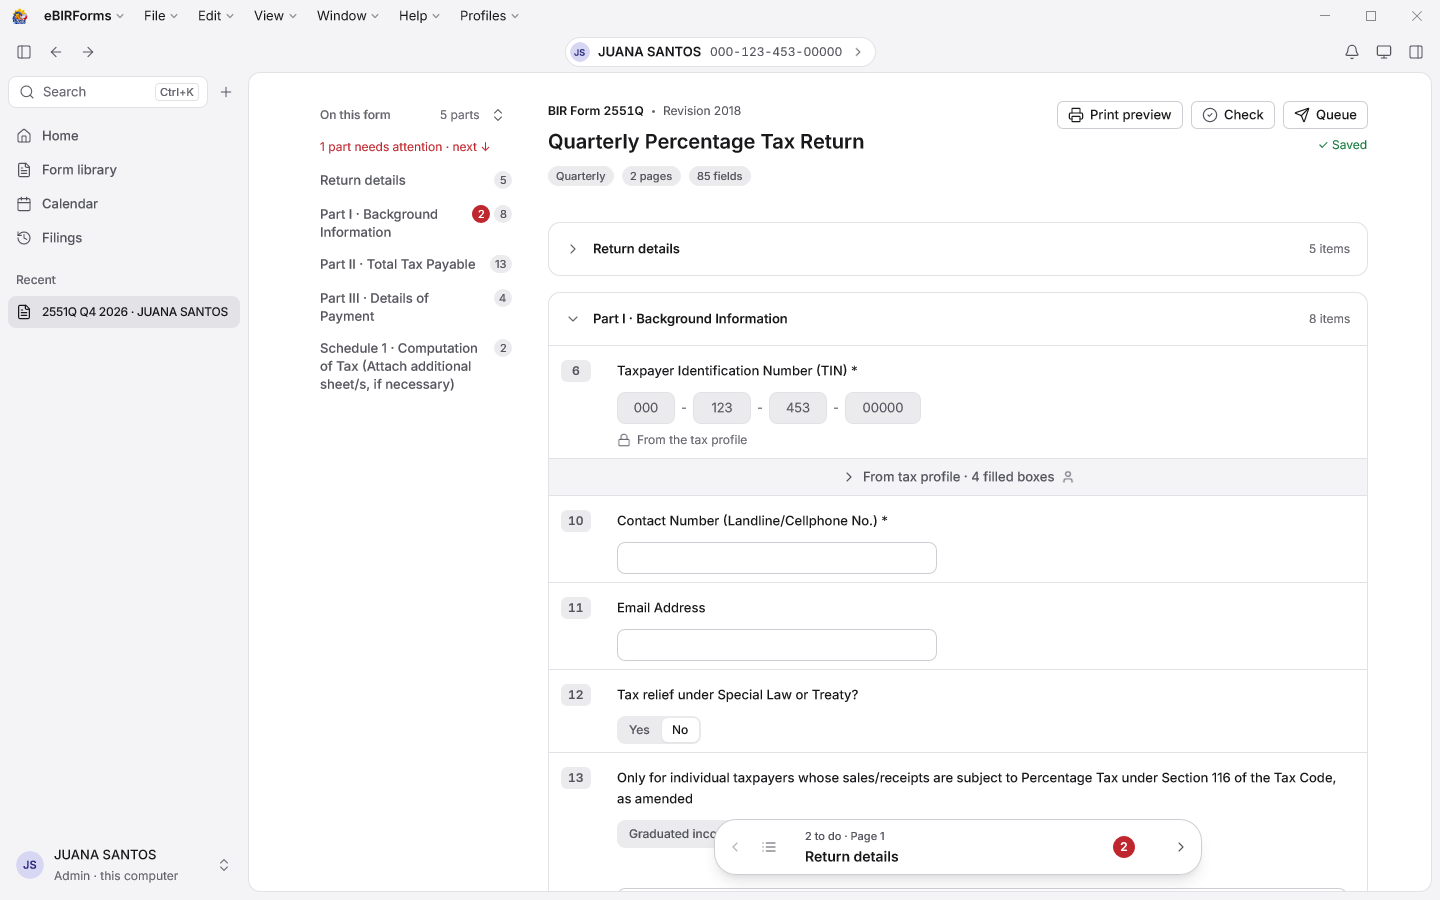 eBIRForms File Edit View Window Help Profiles
JS JUANA SANTOS 000-123-453-00000
Search Ctrl+K
Home
Form library
Calendar
Filings
Recent
2551Q Q4 2026 · JUANA SANTOS
JS JUANA SANTOS
Admin · this computer
On this form 5 parts
1 part needs attention · next ↓
Return details 5
Part I · Background 2 8
Information
Part II · Total Tax Payable 13
Part III · Details of 4
Payment
Schedule 1 · Computation 2
of Tax (Attach additional
sheet/s, if necessary)
BIR Form 2551Q • Revision 2018
Quarterly Percentage Tax Return
Quarterly 2 pages 85 fields
Print preview Check Queue
✓ Saved
Return details 5 items
Part I · Background Information 8 items
6 Taxpayer Identification Number (TIN) *
000 - 123 - 453 - 00000
From the tax profile
From tax profile · 4 filled boxes
10 Contact Number (Landline/Cellphone No.) *
11 Email Address
12 Tax relief under Special Law or Treaty?
Yes No
13 Only for individual taxpayers whose sales/receipts are subject to Percentage Tax under Section 116 of the Tax Code,
as amended
Graduated
2 to do · Page 1
Return details 2